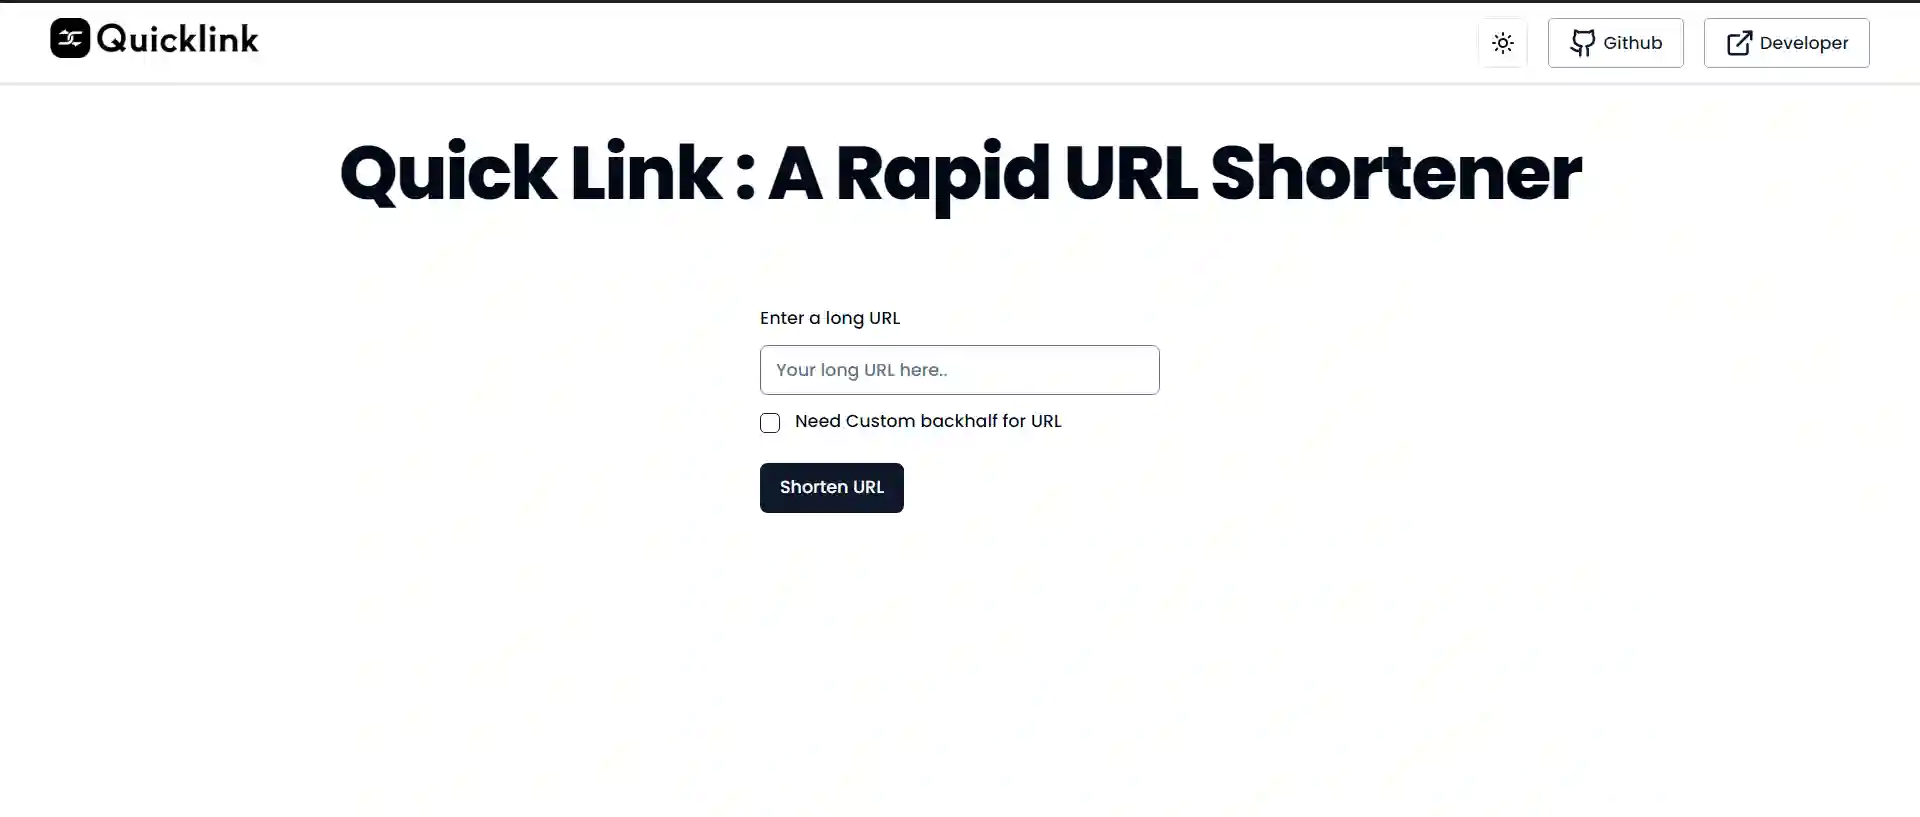 Quicklink
Github
Developer
Quick Link : A Rapid URL Shortener
Enter a long URL
Your long URL here..
Need Custom backhalf for URL
Shorten URL